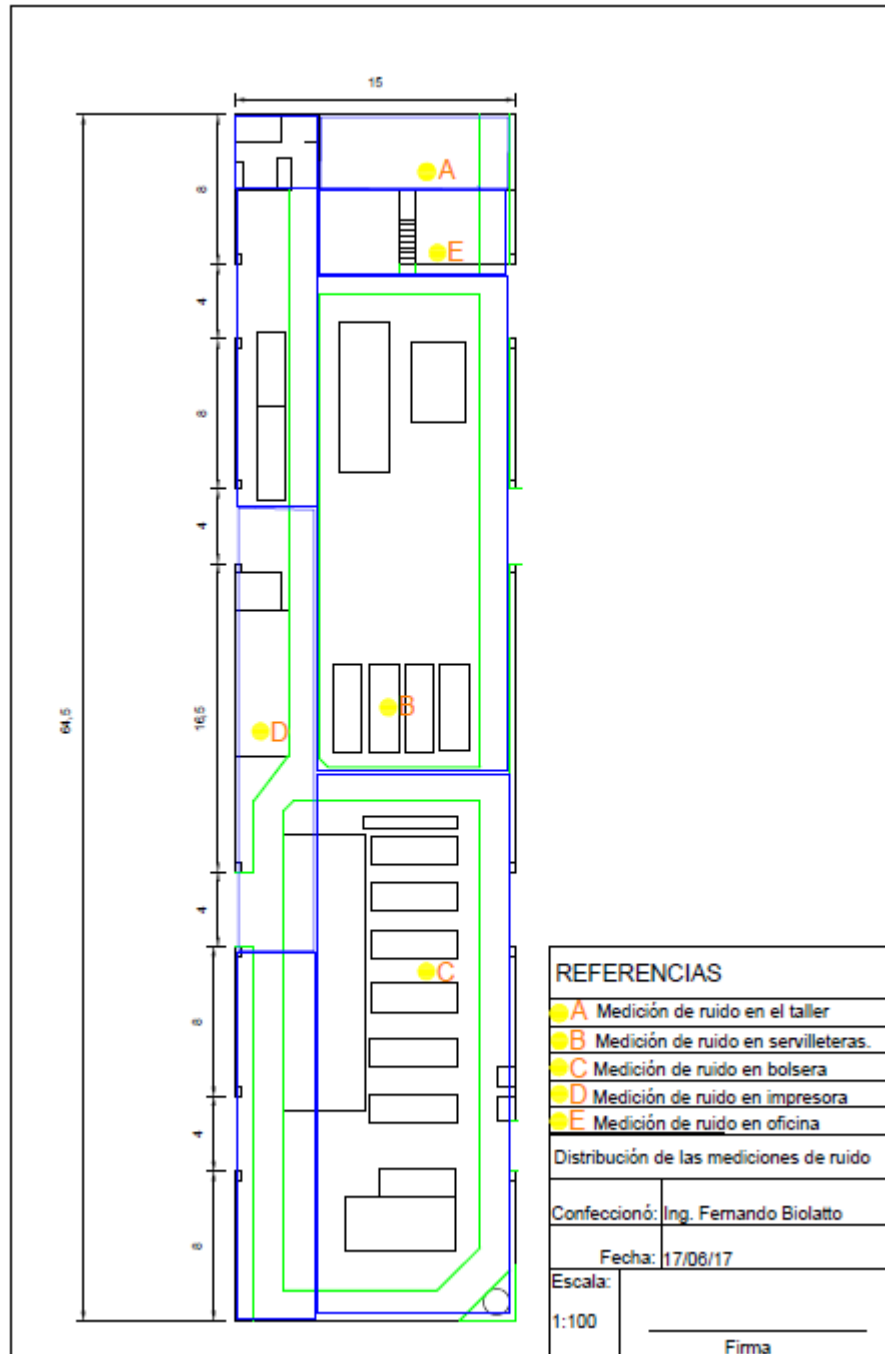 15
A
8
E
4
8
4
64,5
16,5
B
D
4
C
8
4
8
REFERENCIAS
A Medición de ruido en el taller
B Medición de ruido en servilleteras.
C Medición de ruido en bolsera
D Medición de ruido en impresora
E Medición de ruido en oficina
Distribución de las mediciones de ruido
Confeccionó: Ing. Fernando Biolatto
Fecha: 17/06/17
Escala:
1:100
Firma